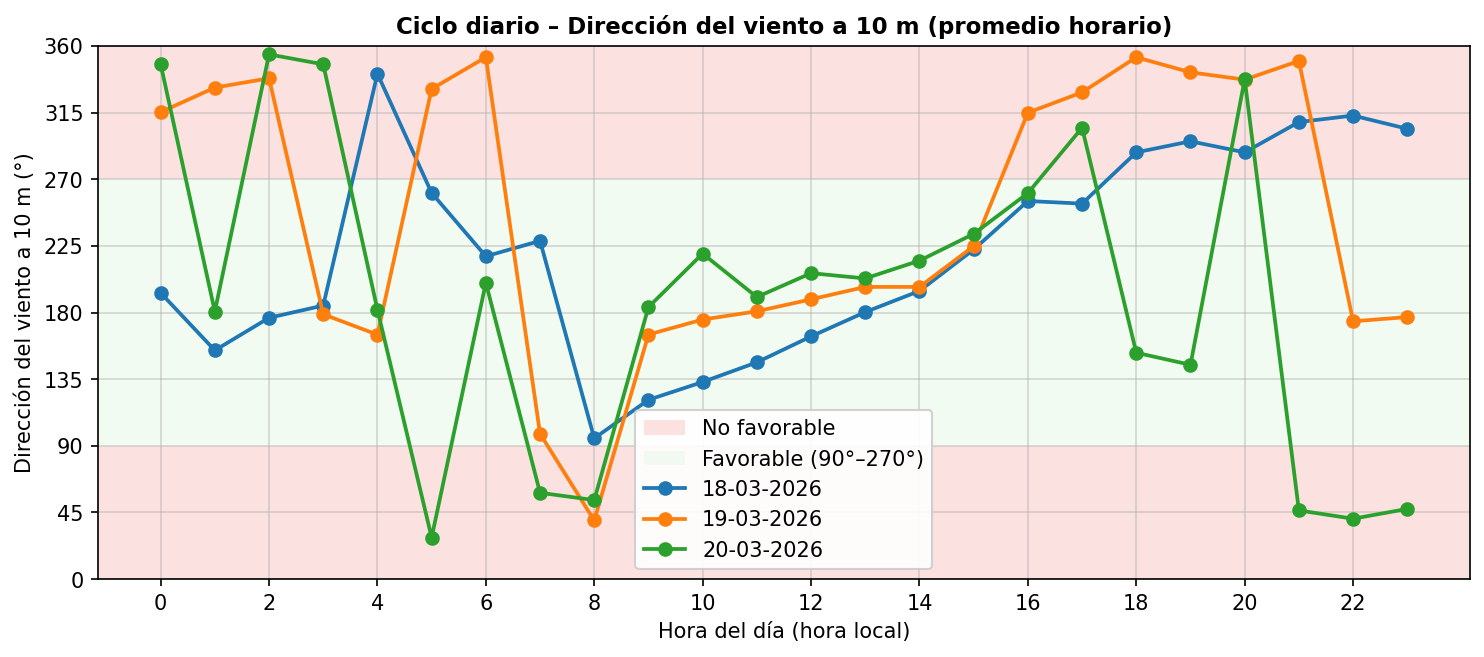 Ciclo diario – Dirección del viento a 10 m (promedio horario)
Dirección del viento a 10 m (°)
360
315
270
225
180
135
90
45
0
No favorable
Favorable (90°–270°)
18-03-2026
19-03-2026
20-03-2026
0 2 4 6 8 10 12 14 16 18 20 22
Hora del día (hora local)